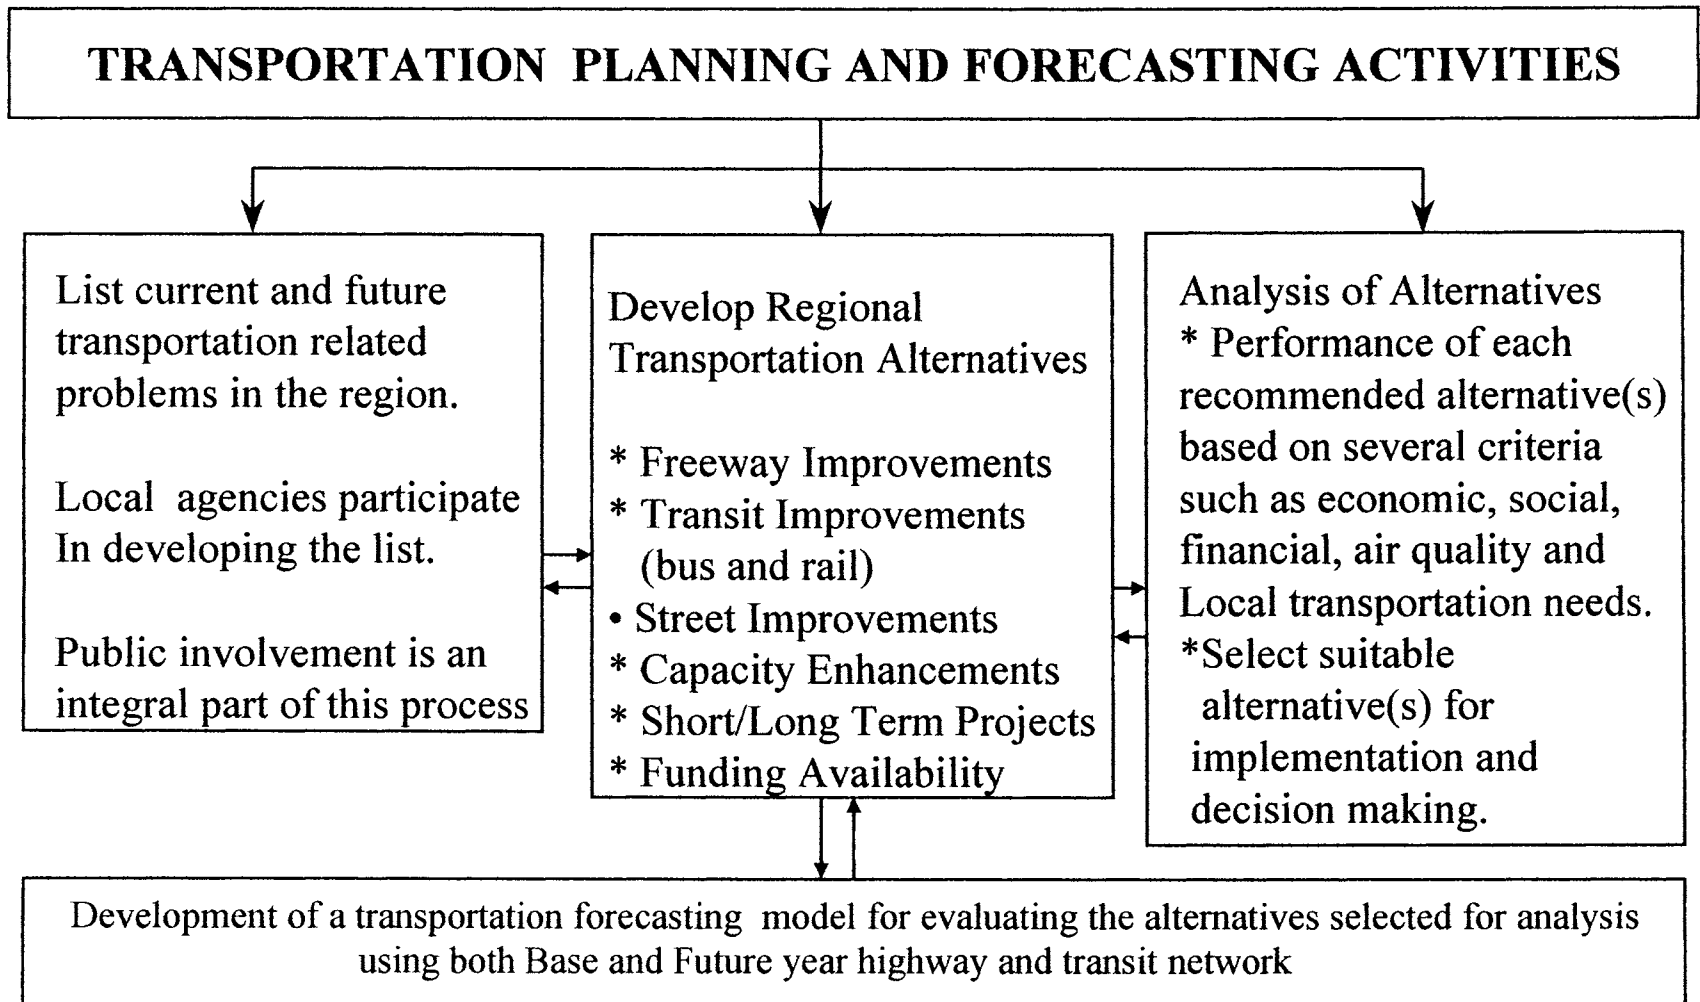 TRANSPORTATION PLANNING AND FORECASTING ACTIVITIES
List current and future
transportation related
problems in the region.
Local agencies participate
In developing the list.
Public involvement is an
integral part of this process
Develop Regional
Transportation Alternatives
* Freeway Improvements
* Transit Improvements
(bus and rail)
• Street Improvements
* Capacity Enhancements
* Short/Long Term Projects
* Funding Availability
Analysis of Alternatives
* Performance of each
recommended alternative(s)
based on several criteria
such as economic, social,
financial, air quality and
Local transportation needs.
*Select suitable
alternative(s) for
implementation and
decision making.
Development of a transportation forecasting model for evaluating the alternatives selected for analysis
using both Base and Future year highway and transit network